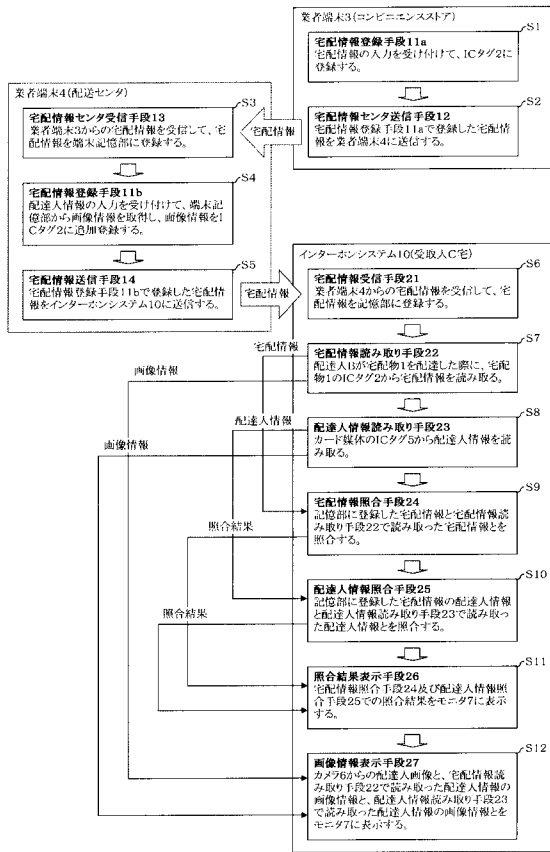 業者端末3(コンビニエンスストア)
S1
宅配情報登録手段11a
宅配情報の入力を受け付けて、ICタグ2に
登録する。
S2
宅配情報センタ送信手段12
宅配情報登録手段11aで登録した宅配情
報を業者端末4に送信する。
宅配情報
業者端末4(配送センタ)
S3
宅配情報センタ受信手段13
業者端末3からの宅配情報を受信して、宅
配情報を端末記憶部に登録する。
S4
宅配情報登録手段11b
配達人情報の入力を受け付けて、端末記
憶部から画像情報を取得し、画像情報をI
Cタグ2に追加登録する。
S5
宅配情報送信手段14
宅配情報登録手段11bで登録した宅配情
報をインターホンシステム10に送信する。
宅配情報
インターホンシステム10(受取人C宅)
S6
宅配情報受信手段21
業者端末4からの宅配情報を受信して、宅
配情報を記憶部に登録する。
S7
宅配情報
宅配情報読み取り手段22
配達人Bが宅配物1を配達した際に、宅配
物1のICタグ2から宅配情報を読み取る。
画像情報
S8
配達人情報
配達人情報読み取り手段23
カード媒体のICタグ5から配達人情報を読
み取る。
画像情報
S9
宅配情報照合手段24
記憶部に登録した宅配情報と宅配情報読
み取り手段22で読み取った宅配情報とを
照合する。
照合結果
S10
配達人情報照合手段25
記憶部に登録した宅配情報の配達人情報
と配達人情報読み取り手段23で読み取っ
た配達人情報とを照合する。
照合結果
S11
照合結果表示手段26
宅配情報照合手段24及び配達人情報照
合手段25での照合結果をモニタ7に表示
する。
S12
画像情報表示手段27
カメラ6からの配達人画像と、宅配情報読
み取り手段22で読み取った配達人情報の
画像情報と、配達人情報読み取り手段23
で読み取った配達人情報の画像情報とを
モニタ7に表示する。